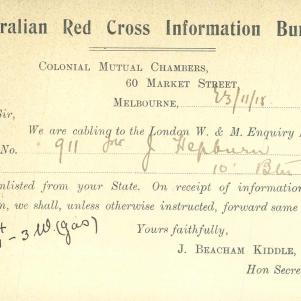 ralian Red Cross Information Bu
COLONIAL MUTUAL CHAMBERS,
60 MARKET STREET
MELBOURNE, 23/11/18
Sir,
We are cabling to the London W. & M. Enquiry
No. 911 Pte J Hepburn
10 Btn
enlisted from your State. On receipt of information
m, we shall, unless otherwise instructed, forward same
- 3 W. (gas)
Yours faithfully,
J. BEACHAM KIDDLE,
Hon Secre